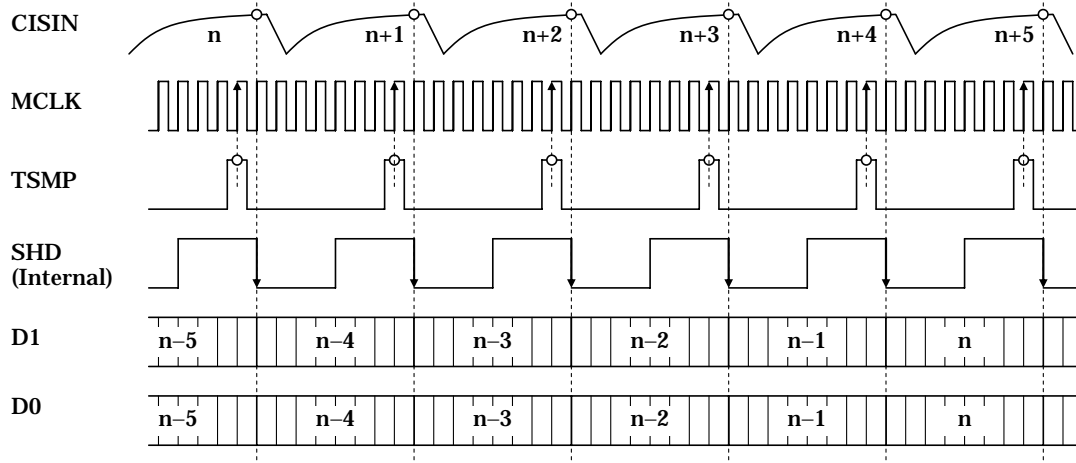 CISIN
n n+1 n+2 n+3 n+4 n+5
MCLK
TSMP
SHD
(Internal)
D1
n–5 n–4 n–3 n–2 n–1 n
D0
n–5 n–4 n–3 n–2 n–1 n